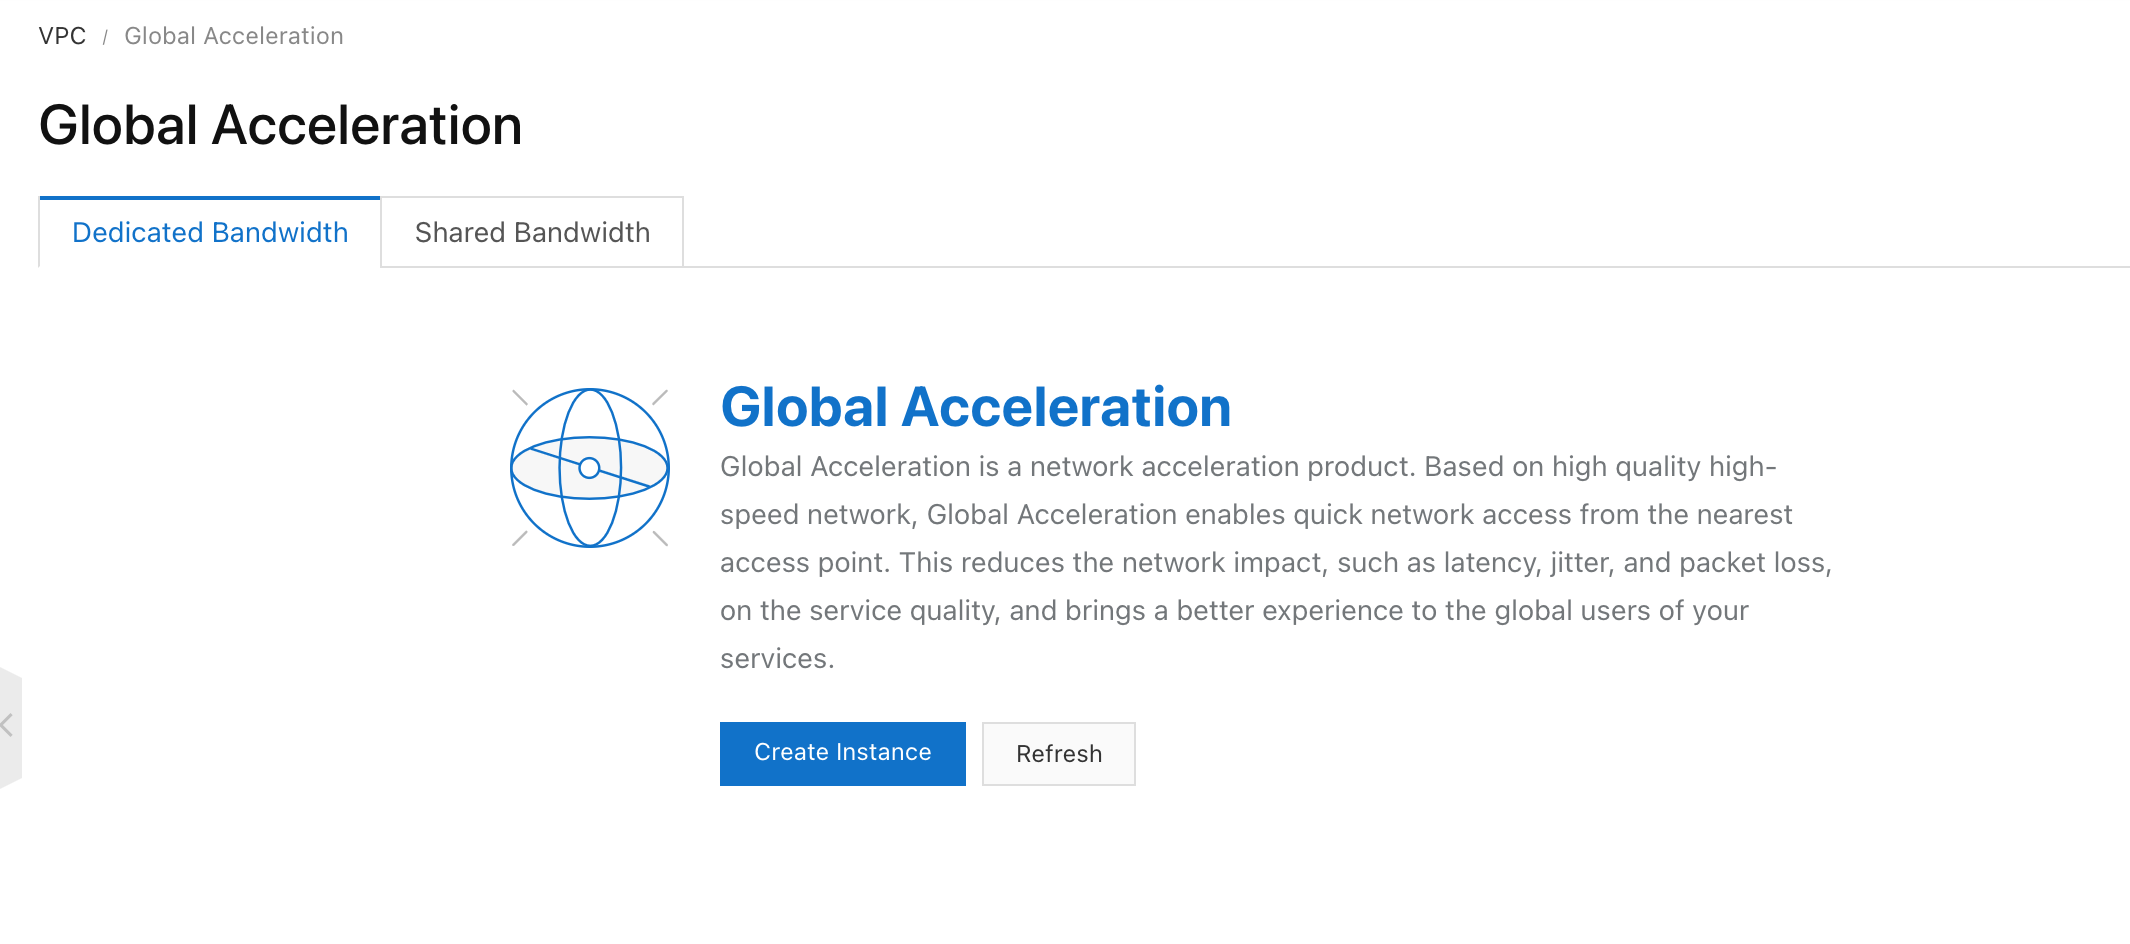 VPC / Global Acceleration
Global Acceleration
Dedicated Bandwidth Shared Bandwidth
Global Acceleration
Global Acceleration is a network acceleration product. Based on high quality high-
speed network, Global Acceleration enables quick network access from the nearest
access point. This reduces the network impact, such as latency, jitter, and packet loss,
on the service quality, and brings a better experience to the global users of your
services.
Create Instance Refresh